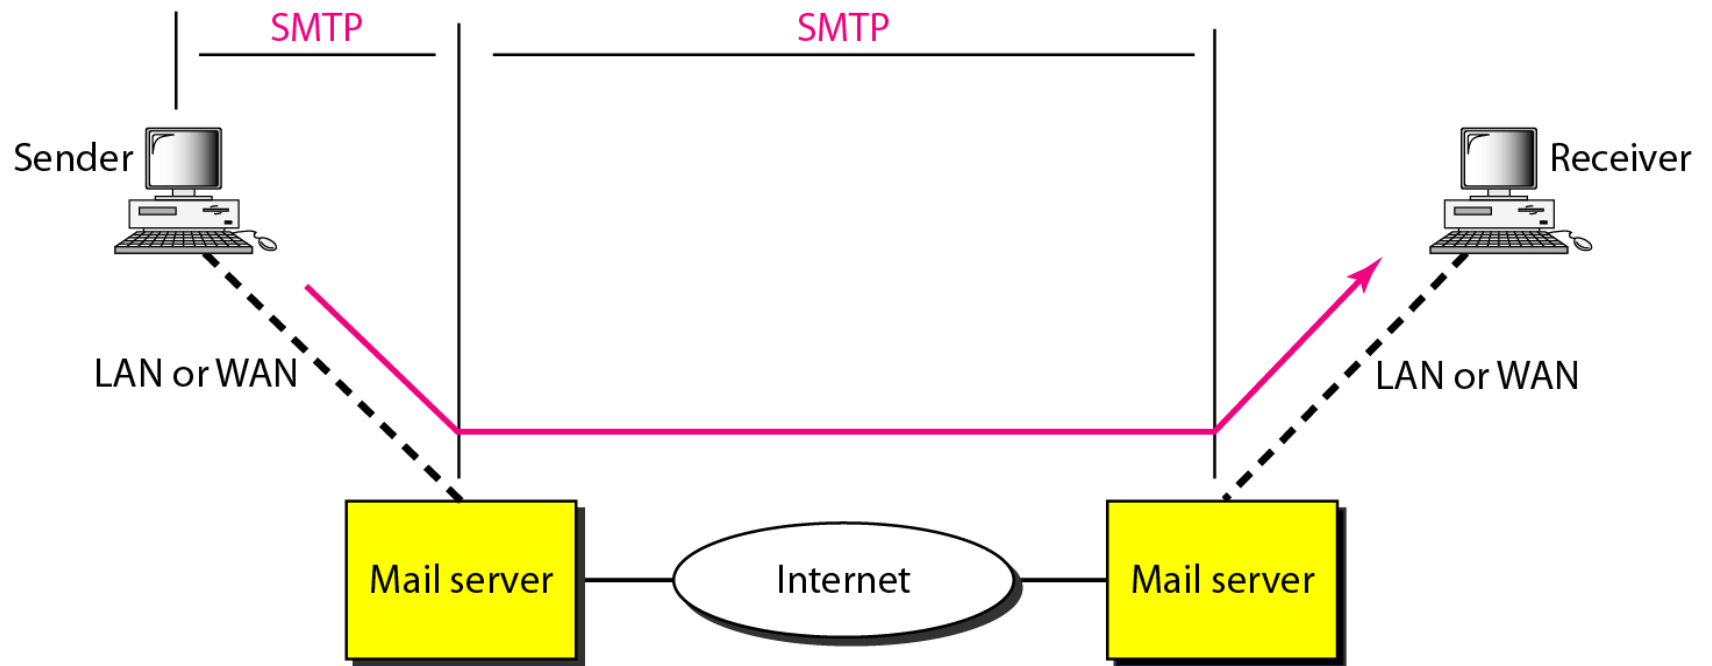 SMTP
SMTP
Sender
Receiver
LAN or WAN
LAN or WAN
Mail server
Internet
Mail server